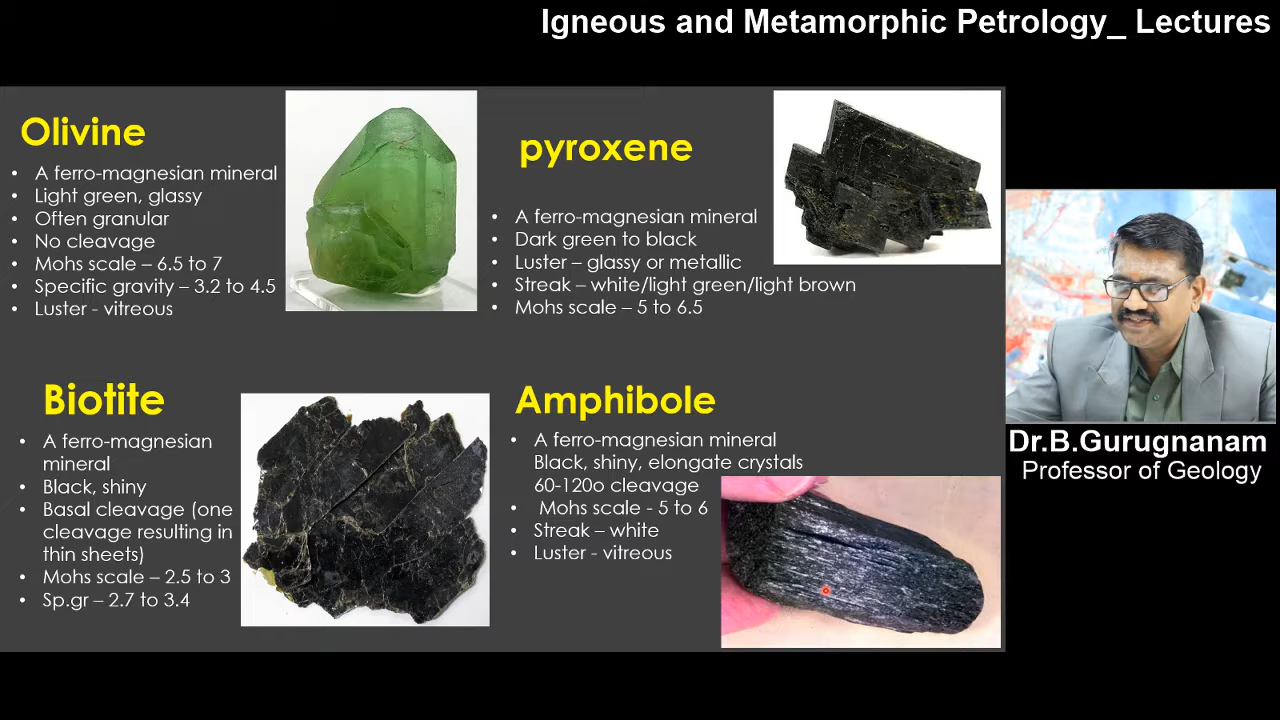 Igneous and Metamorphic Petrology_ Lectures
Olivine
• A ferro-magnesian mineral
• Light green, glassy
• Often granular
• No cleavage
• Mohs scale – 6.5 to 7
• Specific gravity – 3.2 to 4.5
• Luster - vitreous
pyroxene
• A ferro-magnesian mineral
• Dark green to black
• Luster – glassy or metallic
• Streak – white/light green/light brown
• Mohs scale – 5 to 6.5
Biotite
• A ferro-magnesian
mineral
• Black, shiny
• Basal cleavage (one
cleavage resulting in
thin sheets)
• Mohs scale – 2.5 to 3
• Sp.gr – 2.7 to 3.4
Amphibole
• A ferro-magnesian mineral
Black, shiny, elongate crystals
60-120o cleavage
• Mohs scale - 5 to 6
• Streak – white
• Luster - vitreous
Dr.B.Gurugnanam
Professor of Geology